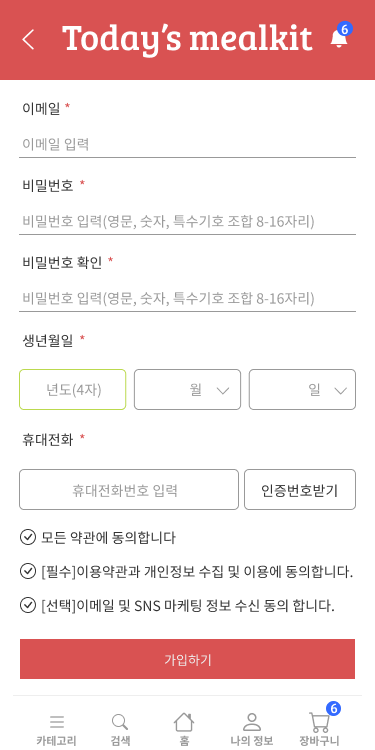 Today's mealkit
6
이메일 *
이메일 입력
비밀번호 *
비밀번호 입력(영문, 숫자, 특수기호 조합 8-16자리)
비밀번호 확인 *
비밀번호 입력(영문, 숫자, 특수기호 조합 8-16자리)
생년월일 *
년도(4자) 월 일
휴대전화 *
휴대전화번호 입력 인증번호받기
모든 약관에 동의합니다
[필수]이용약관과 개인정보 수집 및 이용에 동의합니다.
[선택]이메일 및 SNS 마케팅 정보 수신 동의 합니다.
가입하기
6
카테고리 검색 홈 나의 정보 장바구니